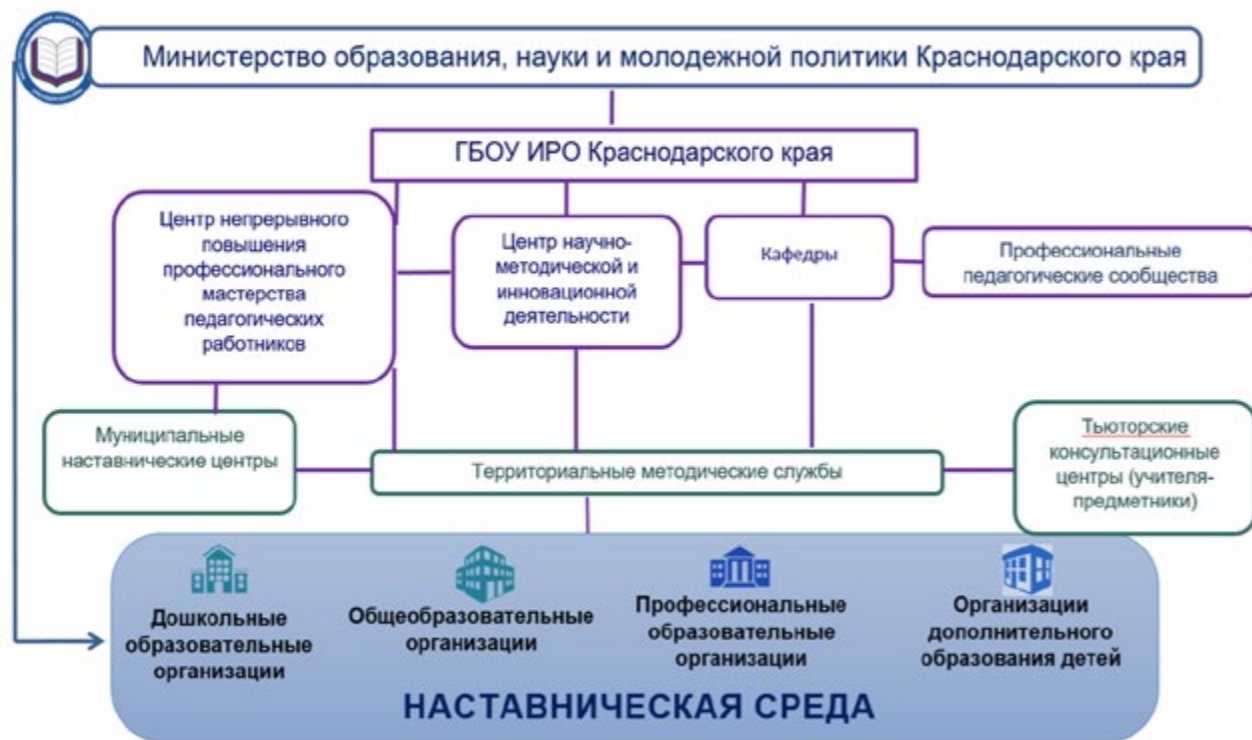 Министерство образования, науки и молодежной политики Краснодарского края
ГБОУ ИРО Краснодарского края
Центр непрерывного
повышения
профессионального
мастерства
педагогических
работников
Центр научно-
методической и
инновационной
деятельности
Кафедры
Профессиональные
педагогические сообщества
Муниципальные
наставнические центры
Территориальные методические службы
Тьюторские
консультационные
центры (учителя-
предметники)
Дошкольные
образовательные
организации
Общеобразовательные
организации
Профессиональные
образовательные
организации
Организации
дополнительного
образования детей
НАСТАВНИЧЕСКАЯ СРЕДА